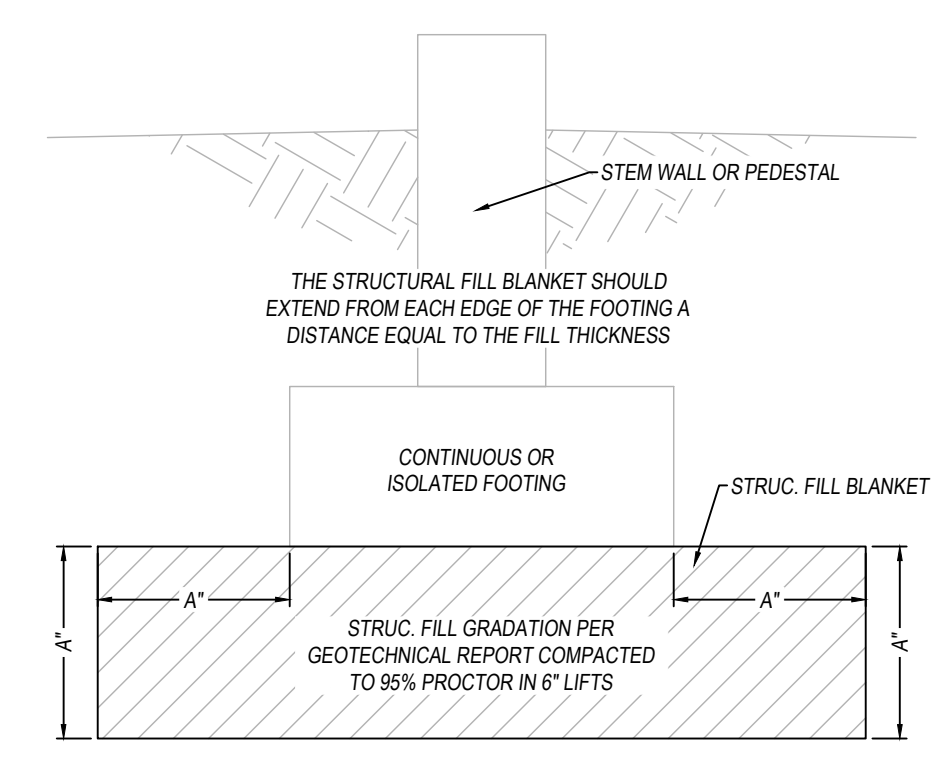 STEM WALL OR PEDESTAL
THE STRUCTURAL FILL BLANKET SHOULD
EXTEND FROM EACH EDGE OF THE FOOTING A
DISTANCE EQUAL TO THE FILL THICKNESS
CONTINUOUS OR
ISOLATED FOOTING
STRUC. FILL BLANKET
A"
A"
A"
A"
STRUC. FILL GRADATION PER
GEOTECHNICAL REPORT COMPACTED
TO 95% PROCTOR IN 6" LIFTS